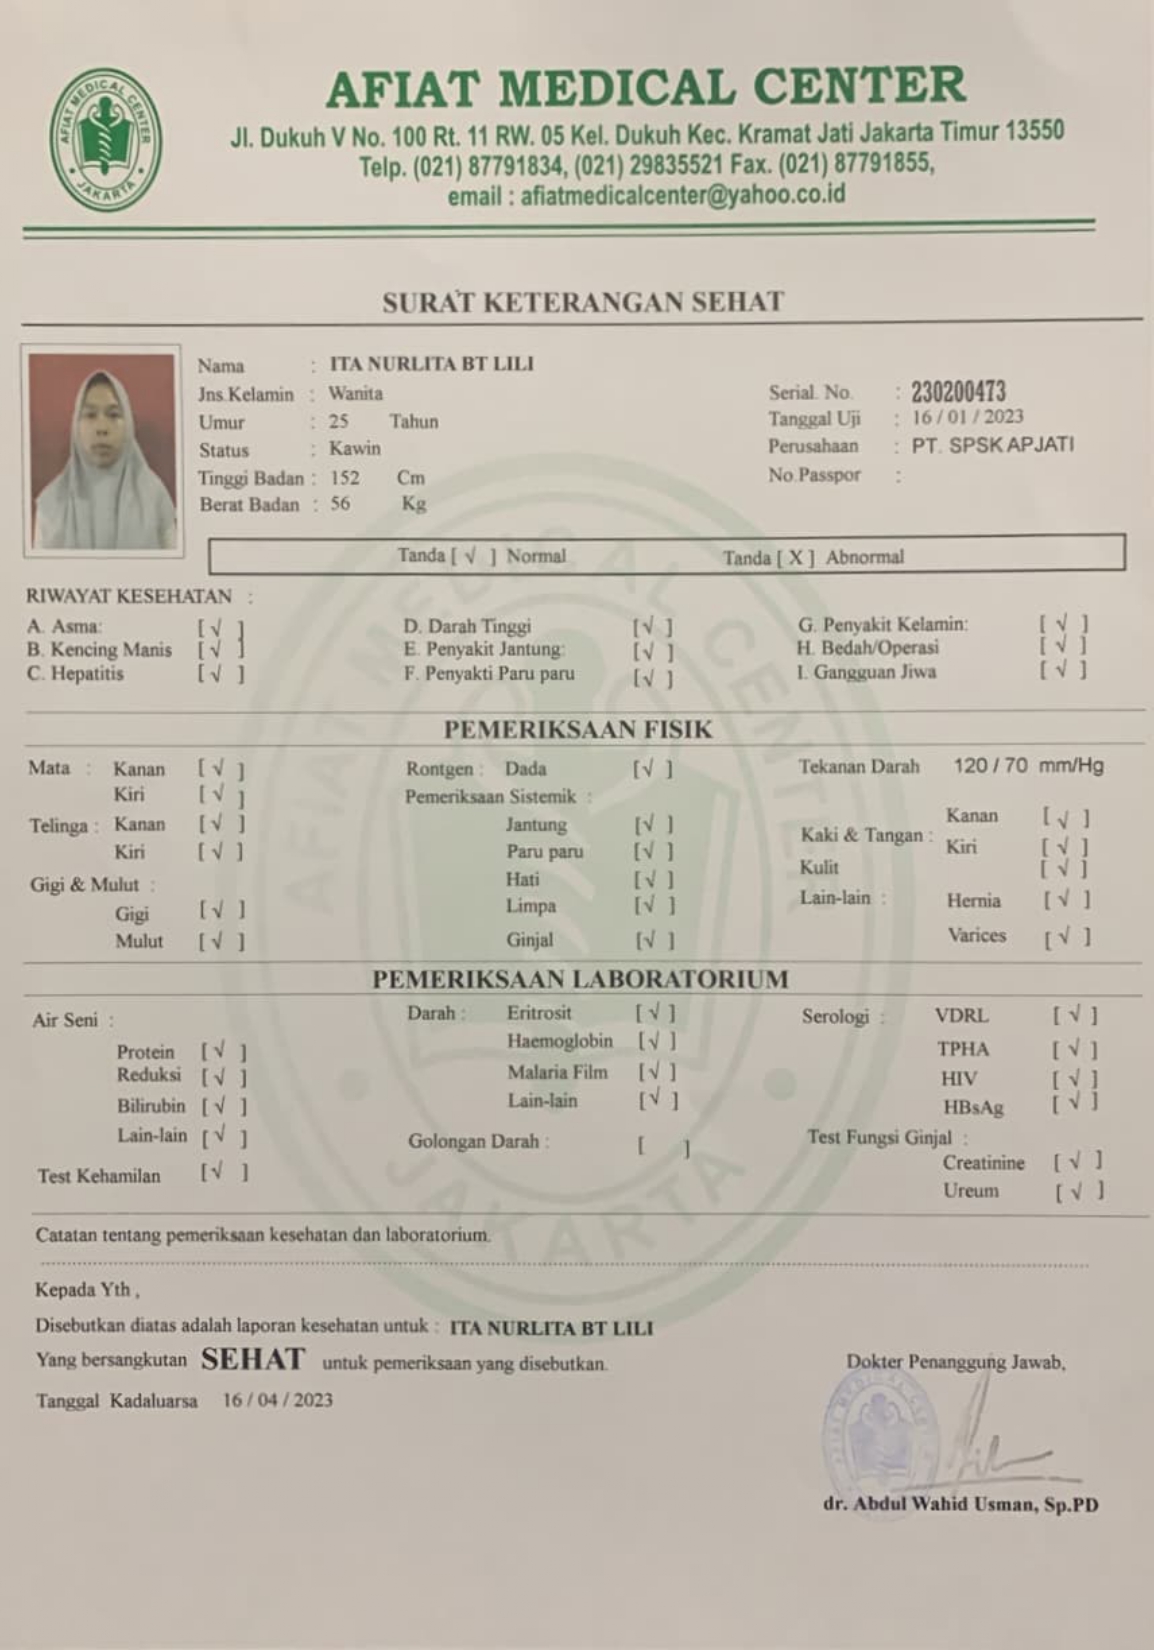 AFIAT MEDICAL CENTER
JAKARTA
AFIAT MEDICAL CENTER
Jl. Dukuh V No. 100 Rt. 11 RW. 05 Kel. Dukuh Kec. Kramat Jati Jakarta Timur 13550
Telp. (021) 87791834, (021) 29835521 Fax. (021) 87791855,
email : afiatmedicalcenter@yahoo.co.id
SURAT KETERANGAN SEHAT
Nama : ITA NURLITA BT LILI
Jns.Kelamin : Wanita
Umur : 25 Tahun
Status : Kawin
Tinggi Badan : 152 Cm
Berat Badan : 56 Kg
Serial. No. : 230200473
Tanggal Uji : 16 / 01 / 2023
Perusahaan : PT. SPSK APJATI
No.Passpor :
Tanda [ √ ] Normal Tanda [ X ] Abnormal
RIWAYAT KESEHATAN :
A. Asma: [ √ ] D. Darah Tinggi [ √ ] G. Penyakit Kelamin: [ √ ]
B. Kencing Manis [ √ ] E. Penyakit Jantung: [ √ ] H. Bedah/Operasi [ √ ]
C. Hepatitis [ √ ] F. Penyakti Paru paru [ √ ] I. Gangguan Jiwa [ √ ]
PEMERIKSAAN FISIK
Mata : Kanan [ √ ]
Kiri [ √ ]
Telinga : Kanan [ √ ]
Kiri [ √ ]
Gigi & Mulut :
Gigi [ √ ]
Mulut [ √ ]
Rontgen : Dada [ √ ]
Pemeriksaan Sistemik :
Jantung [ √ ]
Paru paru [ √ ]
Hati [ √ ]
Limpa [ √ ]
Ginjal [ √ ]
Tekanan Darah 120 / 70 mm/Hg
Kaki & Tangan : Kanan [ √ ]
Kiri [ √ ]
Kulit [ √ ]
Lain-lain : Hernia [ √ ]
Varices [ √ ]
PEMERIKSAAN LABORATORIUM
Air Seni :
Protein [ √ ]
Reduksi [ √ ]
Bilirubin [ √ ]
Lain-lain [ √ ]
Test Kehamilan [ √ ]
Darah : Eritrosit [ √ ]
Haemoglobin [ √ ]
Malaria Film [ √ ]
Lain-lain [ √ ]
Golongan Darah : [ ]
Serologi : VDRL [ √ ]
TPHA [ √ ]
HIV [ √ ]
HBsAg [ √ ]
Test Fungsi Ginjal :
Creatinine [ √ ]
Ureum [ √ ]
AFIAT MEDICAL CENTER
JAKARTA
Catatan tentang pemeriksaan kesehatan dan laboratorium.
Kepada Yth ,
Disebutkan diatas adalah laporan kesehatan untuk : ITA NURLITA BT LILI
Yang bersangkutan SEHAT untuk pemeriksaan yang disebutkan.
Tanggal Kadaluarsa 16 / 04 / 2023
Dokter Penanggung Jawab,
dr. Abdul Wahid Usman, Sp.PD